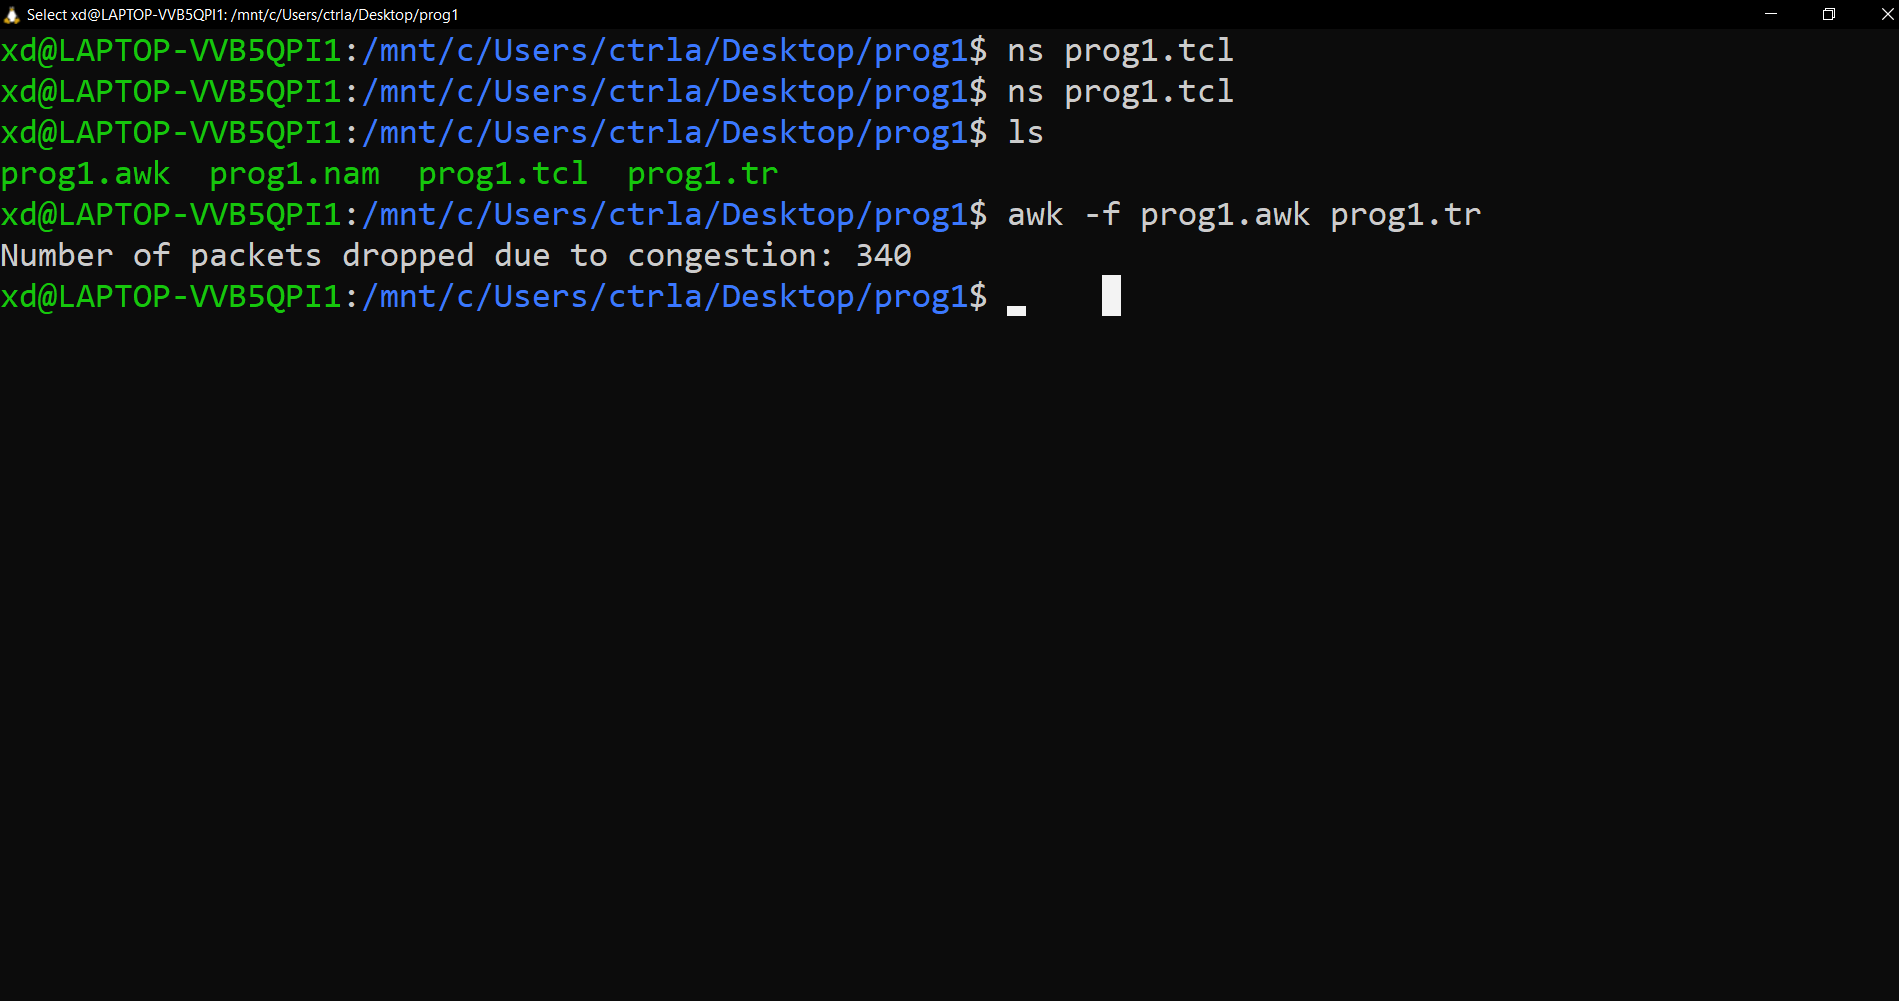 Select xd@LAPTOP-VVB5QPI1: /mnt/c/Users/ctrla/Desktop/prog1
xd@LAPTOP-VVB5QPI1:/mnt/c/Users/ctrla/Desktop/prog1$ ns prog1.tcl
xd@LAPTOP-VVB5QPI1:/mnt/c/Users/ctrla/Desktop/prog1$ ns prog1.tcl
xd@LAPTOP-VVB5QPI1:/mnt/c/Users/ctrla/Desktop/prog1$ ls
prog1.awk  prog1.nam  prog1.tcl  prog1.tr
xd@LAPTOP-VVB5QPI1:/mnt/c/Users/ctrla/Desktop/prog1$ awk -f prog1.awk prog1.tr
Number of packets dropped due to congestion: 340
xd@LAPTOP-VVB5QPI1:/mnt/c/Users/ctrla/Desktop/prog1$